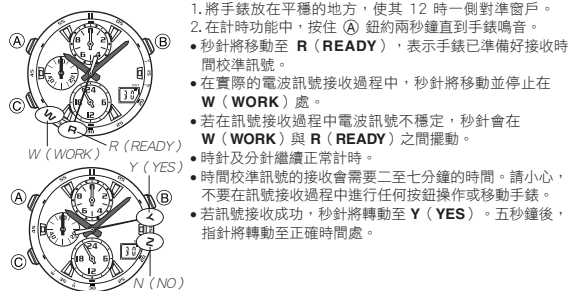 1. 將手錶放在平穩的地方，使其 12 時一側對準窗戶。
2. 在計時功能中，按住 Ⓐ 鈕約兩秒鐘直到手錶鳴音。
• 秒針將移動至 R（READY），表示手錶已準備好接收時
間校準訊號。
• 在實際的電波訊號接收過程中，秒針將移動並停止在
W（WORK）處。
• 若在訊號接收過程中電波訊號不穩定，秒針會在
W（WORK）與 R（READY）之間擺動。
• 時針及分針繼續正常計時。
• 時間校準訊號的接收會需要二至七分鐘的時間。請小心，
不要在訊號接收過程中進行任何按鈕操作或移動手錶。
• 若訊號接收成功，秒針將轉動至 Y（YES）。五秒鐘後，
指針將轉動至正確時間處。
Ⓐ
Ⓑ
Ⓒ
W
R
R（READY）
W（WORK）
Y（YES）
Ⓐ
Ⓑ
Ⓒ
Y
N
N（NO）